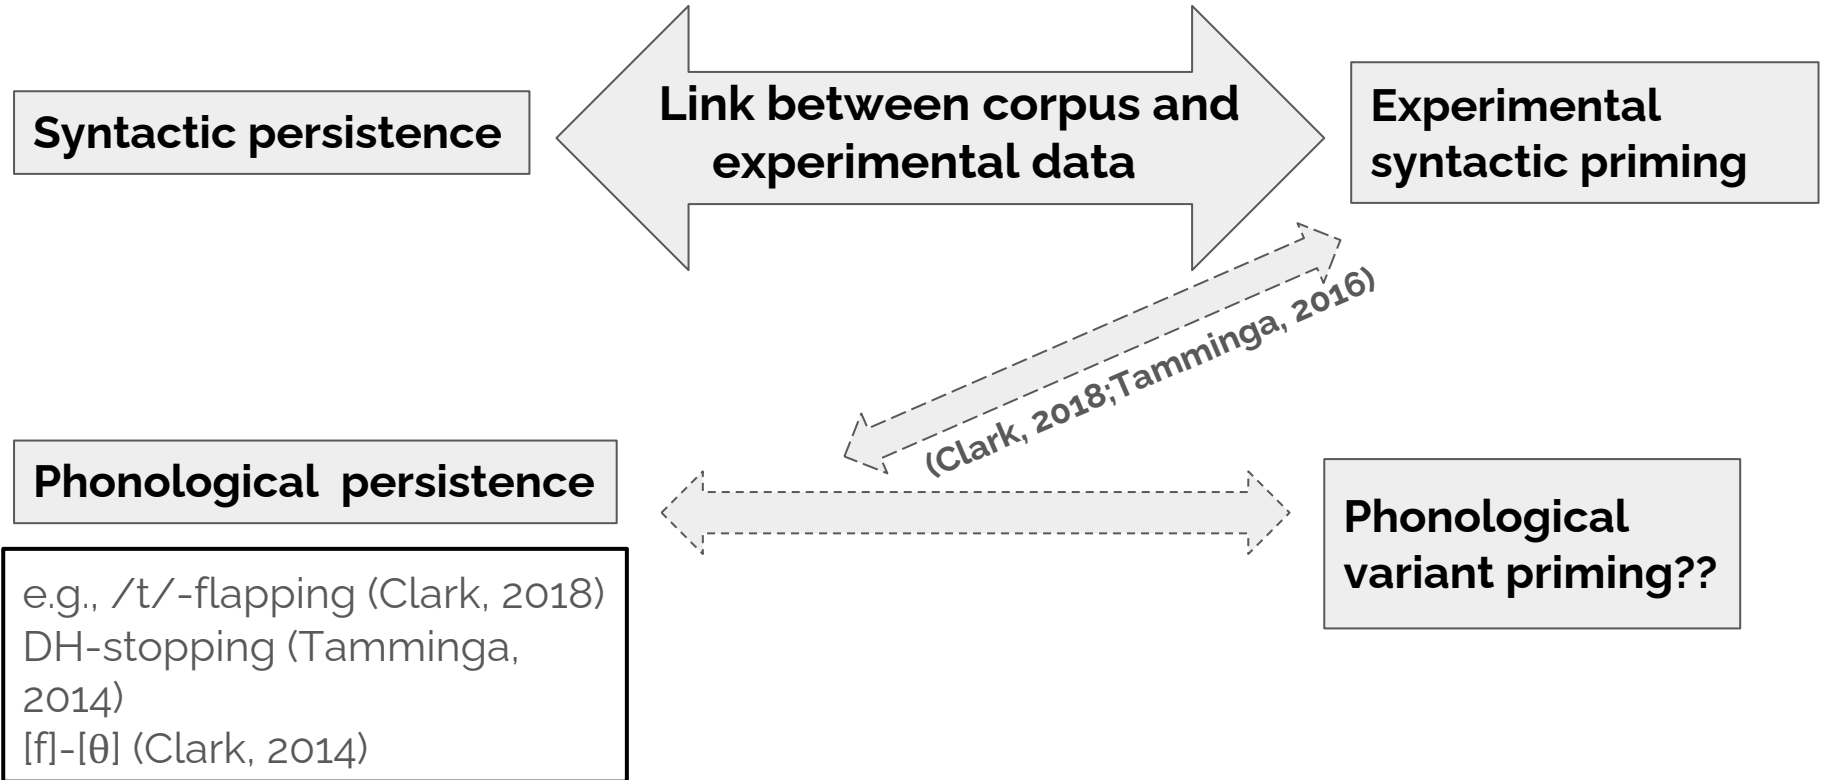 Syntactic persistence
Link between corpus and
experimental data
Experimental
syntactic priming
(Clark, 2018;Tamminga, 2016)
Phonological  persistence
Phonological
variant priming??
e.g., /t/-flapping (Clark, 2018)
DH-stopping (Tamminga,
2014)
[f]-[θ] (Clark, 2014)